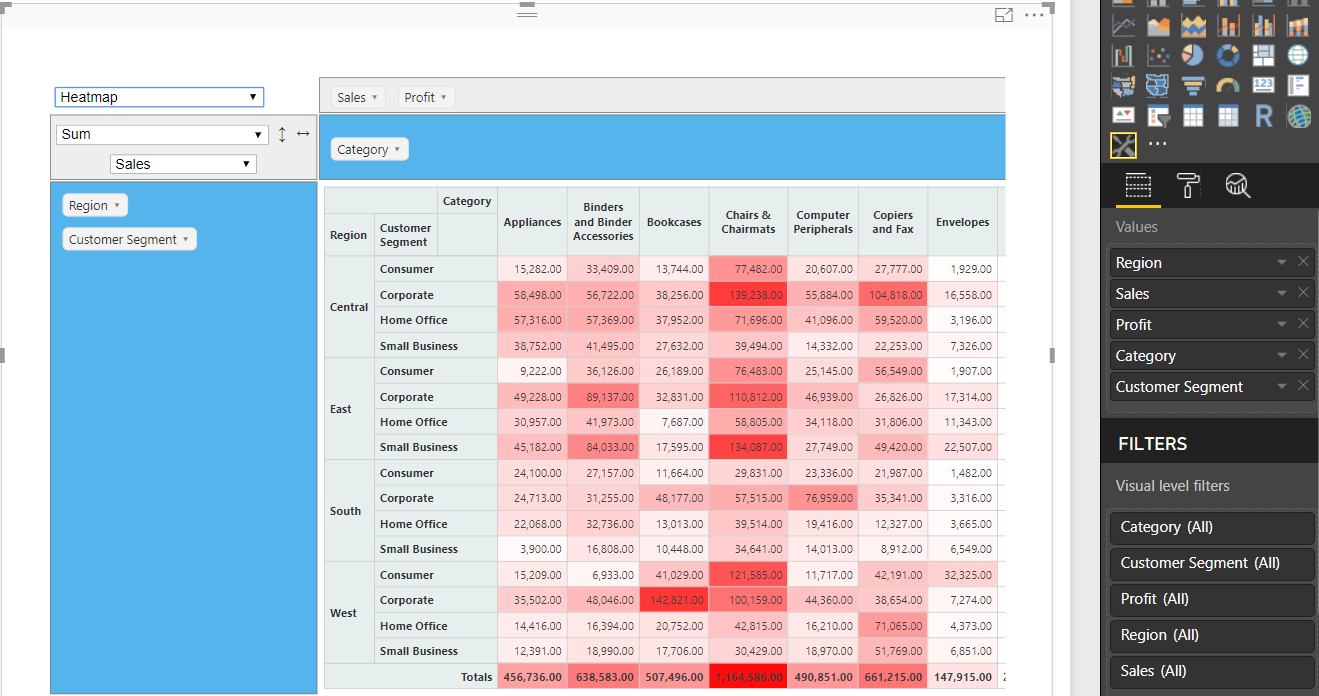 Heatmap
Sales Profit
Sum
Sales
Category
Region
Customer Segment
Category Appliances Binders and Binder Accessories Bookcases Chairs & Chairmats Computer Peripherals Copiers and Fax Envelopes
Region Customer Segment
Central
Consumer 15,282.00 33,409.00 13,744.00 77,482.00 20,607.00 27,777.00 1,929.00
Corporate 58,498.00 56,722.00 38,256.00 139,238.00 55,884.00 104,818.00 16,558.00
Home Office 57,316.00 57,369.00 37,952.00 71,696.00 41,096.00 59,520.00 3,196.00
Small Business 38,752.00 41,495.00 27,632.00 39,494.00 14,332.00 22,253.00 7,326.00
East
Consumer 9,222.00 36,126.00 26,189.00 76,483.00 25,145.00 56,549.00 1,907.00
Corporate 49,228.00 89,137.00 32,831.00 110,812.00 46,939.00 26,826.00 17,314.00
Home Office 30,957.00 41,973.00 7,687.00 58,805.00 34,118.00 31,806.00 11,343.00
Small Business 45,182.00 84,033.00 17,595.00 134,087.00 27,749.00 49,420.00 22,507.00
South
Consumer 24,100.00 27,157.00 11,664.00 29,831.00 23,336.00 21,987.00 1,482.00
Corporate 24,713.00 31,255.00 48,177.00 57,515.00 76,959.00 35,341.00 3,316.00
Home Office 22,068.00 32,736.00 13,013.00 39,514.00 19,416.00 12,327.00 3,665.00
Small Business 3,900.00 16,808.00 10,448.00 34,641.00 14,013.00 8,912.00 6,549.00
West
Consumer 15,209.00 6,933.00 41,029.00 121,585.00 11,717.00 42,191.00 32,325.00
Corporate 35,502.00 48,046.00 142,821.00 100,159.00 44,360.00 38,654.00 7,274.00
Home Office 14,416.00 16,394.00 20,752.00 42,815.00 16,210.00 71,065.00 4,373.00
Small Business 12,391.00 18,990.00 17,706.00 30,429.00 18,970.00 51,769.00 6,851.00
Totals 456,736.00 638,583.00 507,496.00 1,164,586.00 490,851.00 661,215.00 147,915.00
123
R
Values
Region
Sales
Profit
Category
Customer Segment
FILTERS
Visual level filters
Category (All)
Customer Segment (All)
Profit (All)
Region (All)
Sales (All)